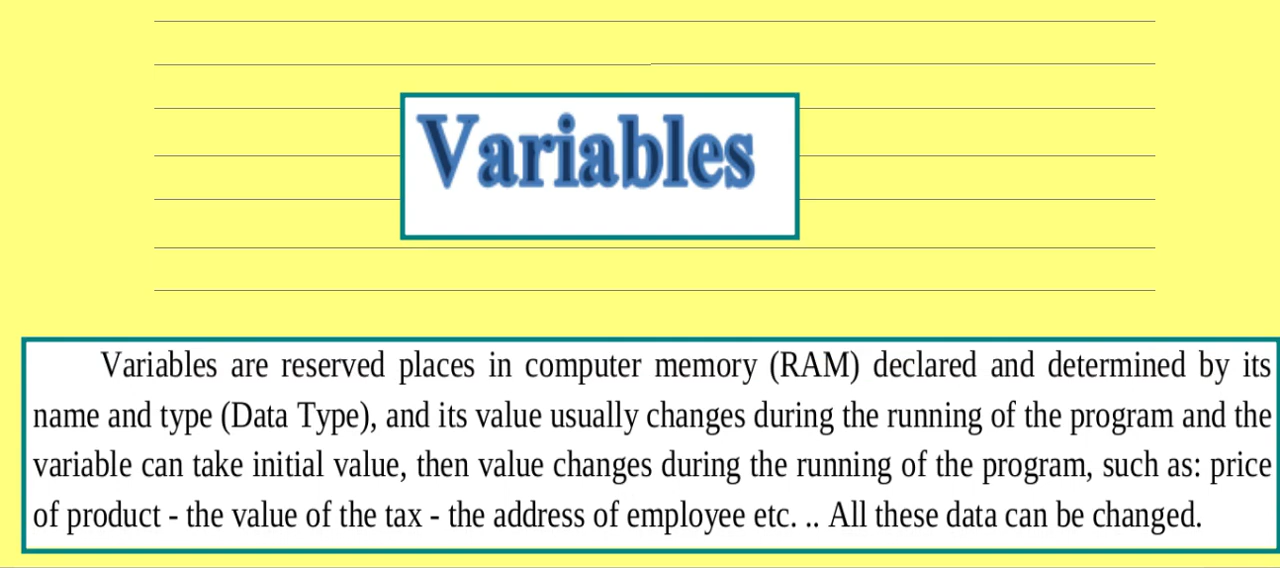 Variables
Variables are reserved places in computer memory (RAM) declared and determined by its
name and type (Data Type), and its value usually changes during the running of the program and the
variable can take initial value, then value changes during the running of the program, such as: price
of product - the value of the tax - the address of employee etc. .. All these data can be changed.